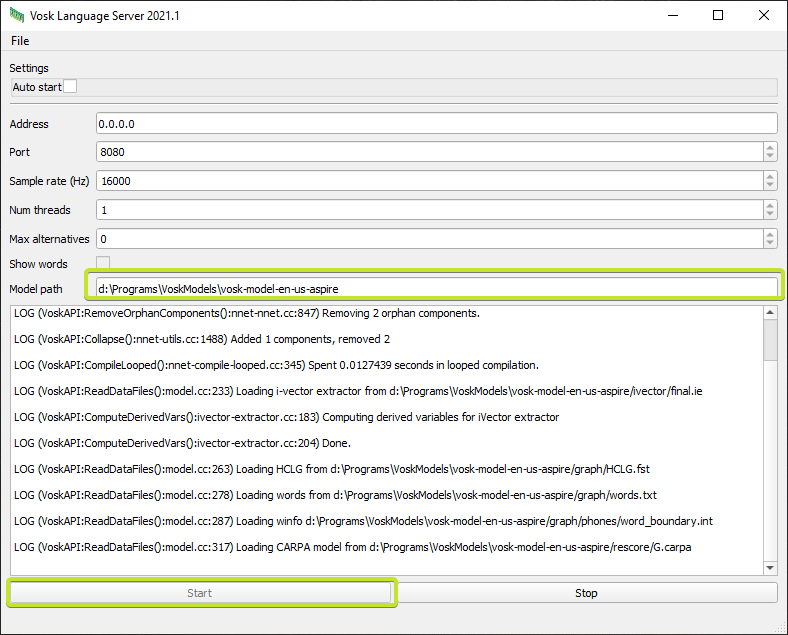 Vosk Language Server 2021.1
File
Settings
Auto start
Address 0.0.0.0
Port 8080
Sample rate (Hz) 16000
Num threads 1
Max alternatives 0
Show words
Model path d:\Programs\VoskModels\vosk-model-en-us-aspire
LOG (VoskAPI:RemoveOrphanComponents():nnet-nnet.cc:847) Removing 2 orphan components.
LOG (VoskAPI:Collapse():nnet-utils.cc:1488) Added 1 components, removed 2
LOG (VoskAPI:CompileLooped():nnet-compile-looped.cc:345) Spent 0.0127439 seconds in looped compilation.
LOG (VoskAPI:ReadDataFiles():model.cc:233) Loading i-vector extractor from d:\Programs\VoskModels\vosk-model-en-us-aspire/ivector/final.ie
LOG (VoskAPI:ComputeDerivedVars():ivector-extractor.cc:183) Computing derived variables for iVector extractor
LOG (VoskAPI:ComputeDerivedVars():ivector-extractor.cc:204) Done.
LOG (VoskAPI:ReadDataFiles():model.cc:263) Loading HCLG from d:\Programs\VoskModels\vosk-model-en-us-aspire/graph/HCLG.fst
LOG (VoskAPI:ReadDataFiles():model.cc:278) Loading words from d:\Programs\VoskModels\vosk-model-en-us-aspire/graph/words.txt
LOG (VoskAPI:ReadDataFiles():model.cc:287) Loading winfo d:\Programs\VoskModels\vosk-model-en-us-aspire/graph/phones/word_boundary.int
LOG (VoskAPI:ReadDataFiles():model.cc:317) Loading CARPA model from d:\Programs\VoskModels\vosk-model-en-us-aspire/rescore/G.carpa
Start Stop